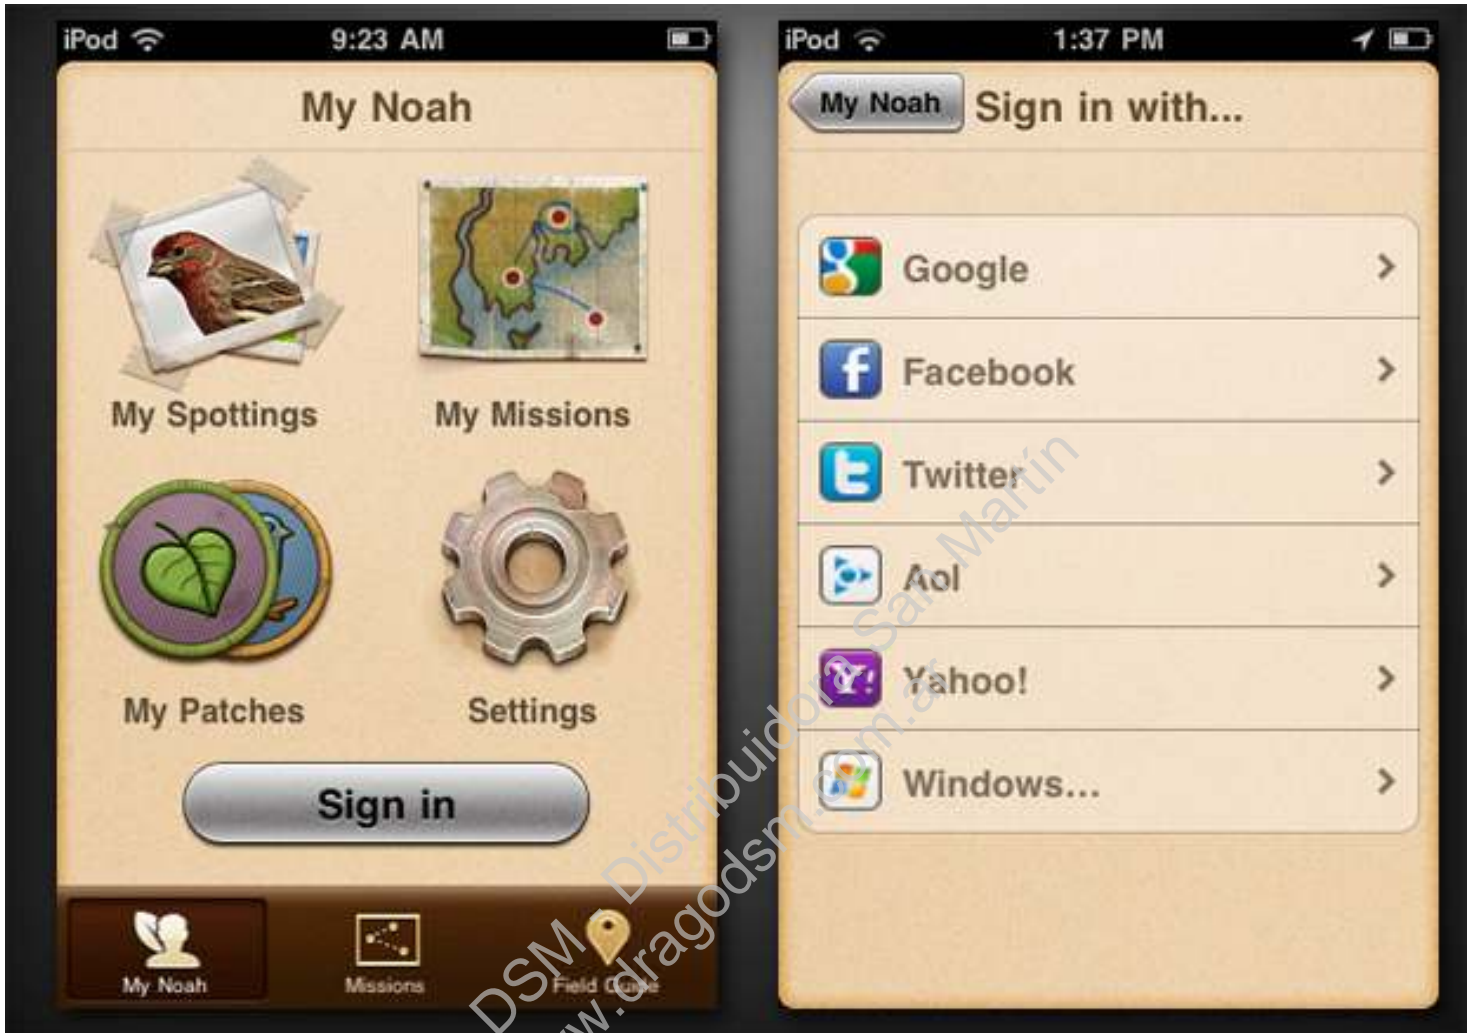 iPod 9:23 AM
My Noah
My Spottings My Missions
My Patches Settings
Sign in
My Noah Missions Field Guide
iPod 1:37 PM
My Noah Sign in with...
Google
Facebook
Twitter
Aol
Yahoo!
Windows...
DSM - Distribuidora San Martín
www.dragodsm.com.ar